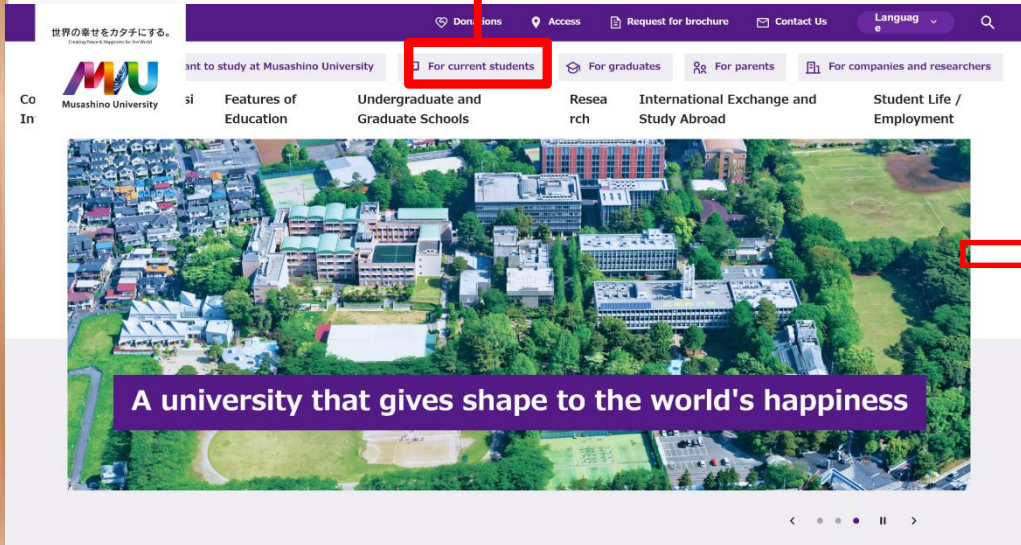 Donations Access Request for brochure Contact Us Languag
e
世界の幸せをカタチにする。
Creating Peace & Happiness for the World
MU
Musashino University
to study at Musashino University For current students For graduates For parents For companies and researchers
Features of
Education
Undergraduate and
Graduate Schools
Resea
rch
International Exchange and
Study Abroad
Student Life /
Employment
A university that gives shape to the world's happiness